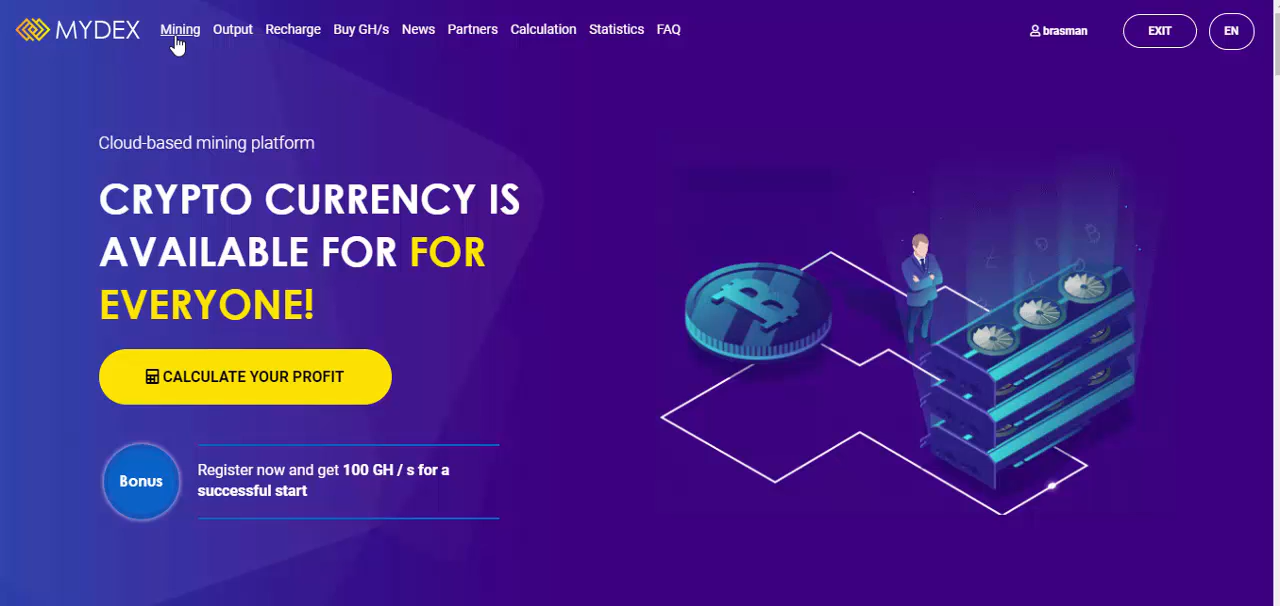 MYDEX Mining Output Recharge Buy GH/s News Partners Calculation Statistics FAQ brasman EXIT EN
Cloud-based mining platform
CRYPTO CURRENCY IS
AVAILABLE FOR FOR
EVERYONE!
CALCULATE YOUR PROFIT
Bonus
Register now and get 100 GH / s for a
successful start